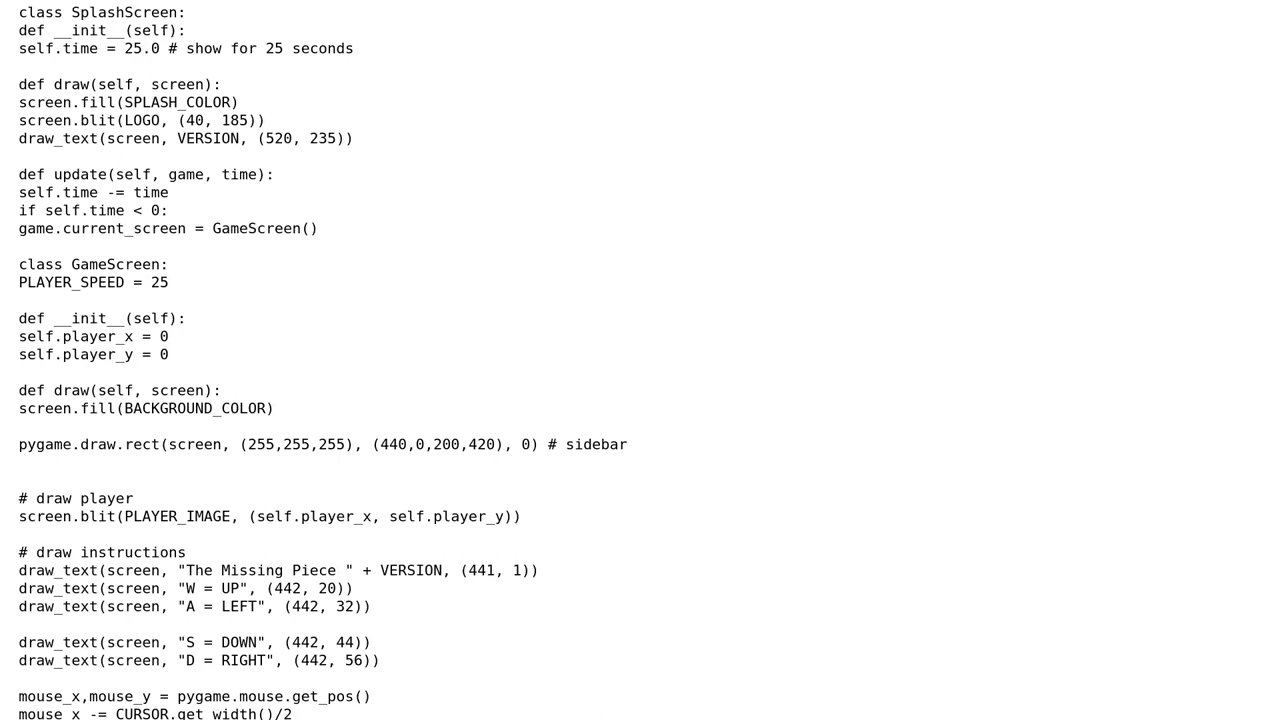 class SplashScreen:
def __init__(self):
self.time = 25.0 # show for 25 seconds
def draw(self, screen):
screen.fill(SPLASH_COLOR)
screen.blit(LOGO, (40, 185))
draw_text(screen, VERSION, (520, 235))
def update(self, game, time):
self.time -= time
if self.time < 0:
game.current_screen = GameScreen()
class GameScreen:
PLAYER_SPEED = 25
def __init__(self):
self.player_x = 0
self.player_y = 0
def draw(self, screen):
screen.fill(BACKGROUND_COLOR)
pygame.draw.rect(screen, (255,255,255), (440,0,200,420), 0) # sidebar
# draw player
screen.blit(PLAYER_IMAGE, (self.player_x, self.player_y))
# draw instructions
draw_text(screen, "The Missing Piece " + VERSION, (441, 1))
draw_text(screen, "W = UP", (442, 20))
draw_text(screen, "A = LEFT", (442, 32))
draw_text(screen, "S = DOWN", (442, 44))
draw_text(screen, "D = RIGHT", (442, 56))
mouse_x,mouse_y = pygame.mouse.get_pos()
mouse_x -= CURSOR.get_width()/2